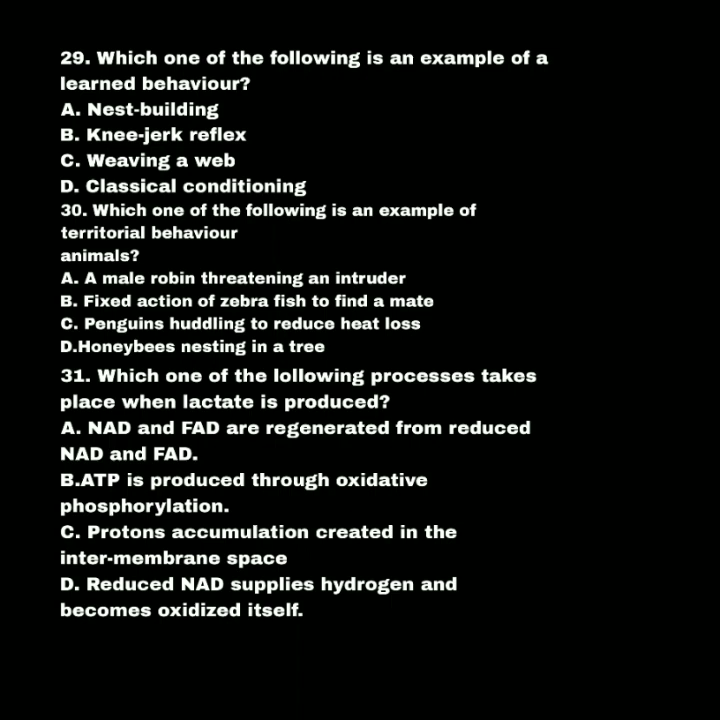 29. Which one of the following is an example of a
learned behaviour?
A. Nest-building
B. Knee-jerk reflex
C. Weaving a web
D. Classical conditioning
30. Which one of the following is an example of
territorial behaviour
animals?
A. A male robin threatening an intruder
B. Fixed action of zebra fish to find a mate
C. Penguins huddling to reduce heat loss
D.Honeybees nesting in a tree
31. Which one of the lollowing processes takes
place when lactate is produced?
A. NAD and FAD are regenerated from reduced
NAD and FAD.
B.ATP is produced through oxidative
phosphorylation.
C. Protons accumulation created in the
inter-membrane space
D. Reduced NAD supplies hydrogen and
becomes oxidized itself.